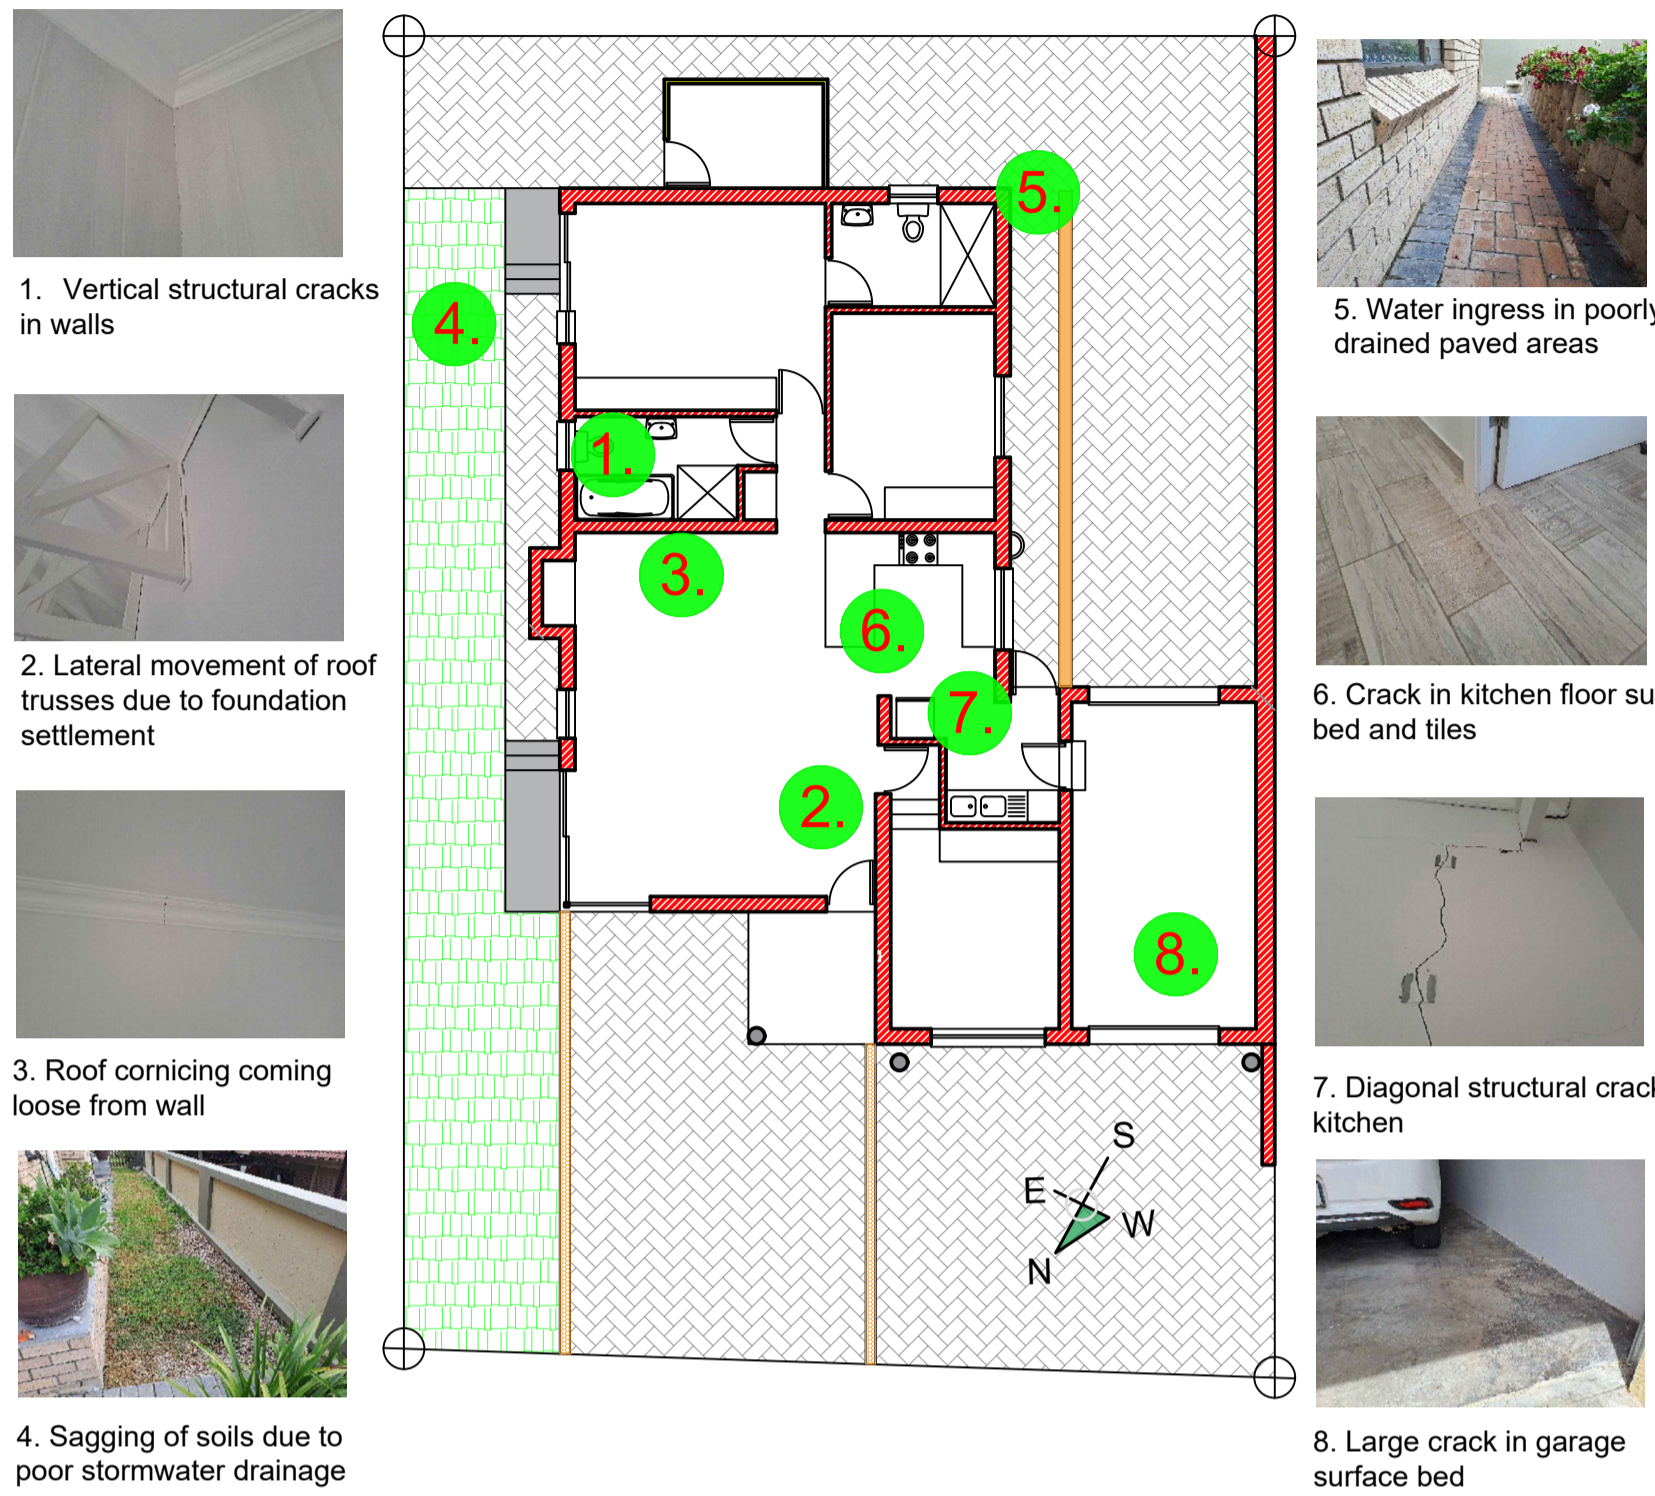 1. Vertical structural cracks
in walls
2. Lateral movement of roof
trusses due to foundation
settlement
3. Roof cornicing coming
loose from wall
4. Sagging of soils due to
poor stormwater drainage
5.
4.
1.
3.
6.
7.
2.
8.
S
E
W
N
5. Water ingress in poorly
drained paved areas
6. Crack in kitchen floor su
bed and tiles
7. Diagonal structural crack
kitchen
8. Large crack in garage
surface bed